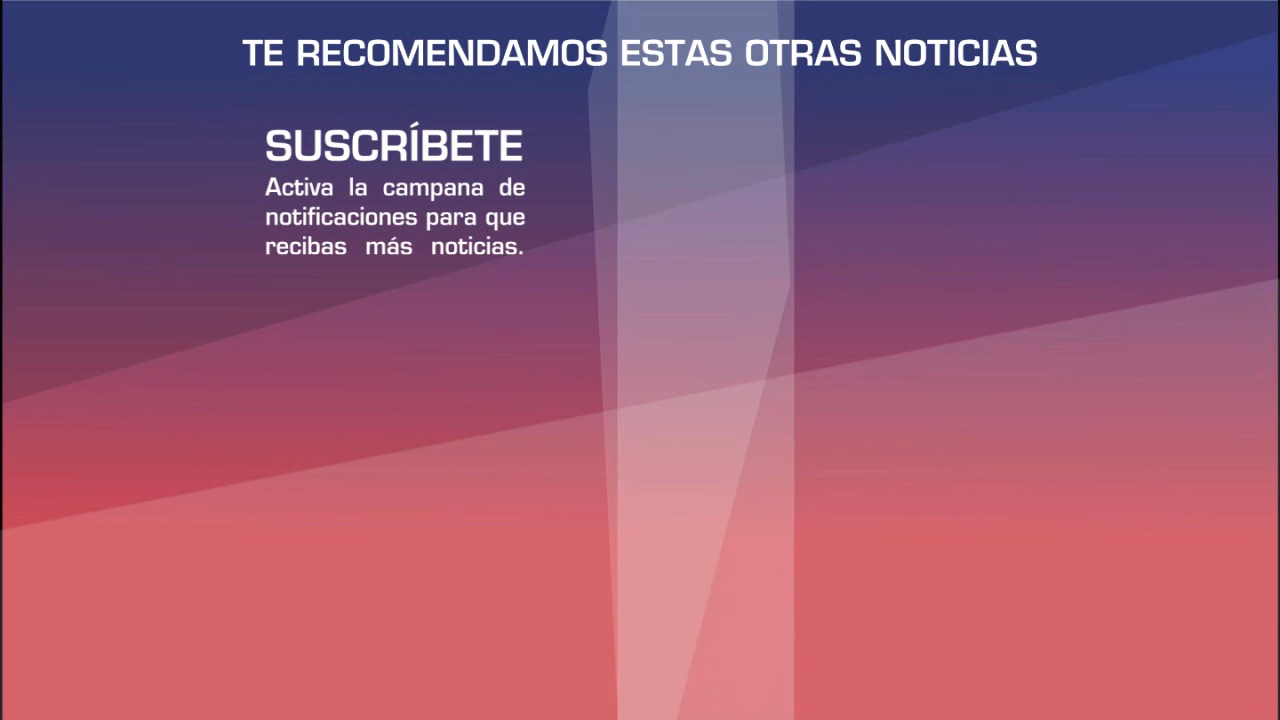 TE RECOMENDAMOS ESTAS OTRAS NOTICIAS
SUSCRÍBETE
Activa la campana de
notificaciones para que
recibas más noticias.